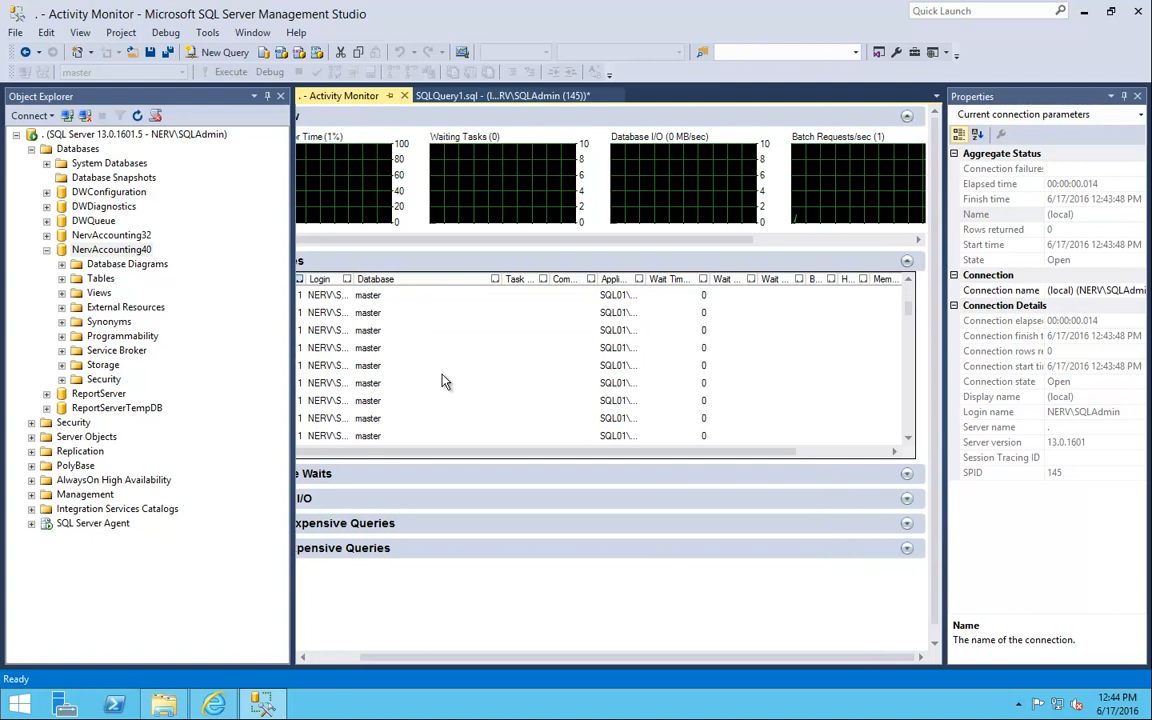 . - Activity Monitor - Microsoft SQL Server Management Studio
Quick Launch
File Edit View Project Debug Tools Window Help
New Query
master Execute Debug
Object Explorer
Connect
. (SQL Server 13.0.1601.5 - NERV\SQLAdmin)
Databases
System Databases
Database Snapshots
DWConfiguration
DWDiagnostics
DWQueue
NervAccounting32
NervAccounting40
Database Diagrams
Tables
Views
External Resources
Synonyms
Programmability
Service Broker
Storage
Security
ReportServer
ReportServerTempDB
Security
Server Objects
Replication
PolyBase
AlwaysOn High Availability
Management
Integration Services Catalogs
SQL Server Agent
. - Activity Monitor
SQLQuery1.sql - (l...RV\SQLAdmin (145))*
r Time (1%) Waiting Tasks (0) Database I/O (0 MB/sec) Batch Requests/sec (1)
100 10 10
80 8 8
60 6 6
40 4 4
20 2 2
0 0 0
es
Login Database Task ... Com... Appli... Wait Tim... Wait ... Wait ... B... H... Mem...
1 NERV\S... master SQL01\... 0
1 NERV\S... master SQL01\... 0
1 NERV\S... master SQL01\... 0
1 NERV\S... master SQL01\... 0
1 NERV\S... master SQL01\... 0
1 NERV\S... master SQL01\... 0
1 NERV\S... master SQL01\... 0
1 NERV\S... master SQL01\... 0
1 NERV\S... master SQL01\... 0
e Waits
I/O
xpensive Queries
pensive Queries
Properties
Current connection parameters
Aggregate Status
Connection failures
Elapsed time 00:00:00.014
Finish time 6/17/2016 12:43:48 PM
Name (local)
Rows returned 0
Start time 6/17/2016 12:43:48 PM
State Open
Connection
Connection name (local) (NERV\SQLAdmi
Connection Details
Connection elapse 00:00:00.014
Connection finish t 6/17/2016 12:43:48 PM
Connection rows r 0
Connection start ti 6/17/2016 12:43:48 PM
Connection state Open
Display name (local)
Login name NERV\SQLAdmin
Server name .
Server version 13.0.1601
Session Tracing ID
SPID 145
Name
The name of the connection.
Ready
12:44 PM
6/17/2016